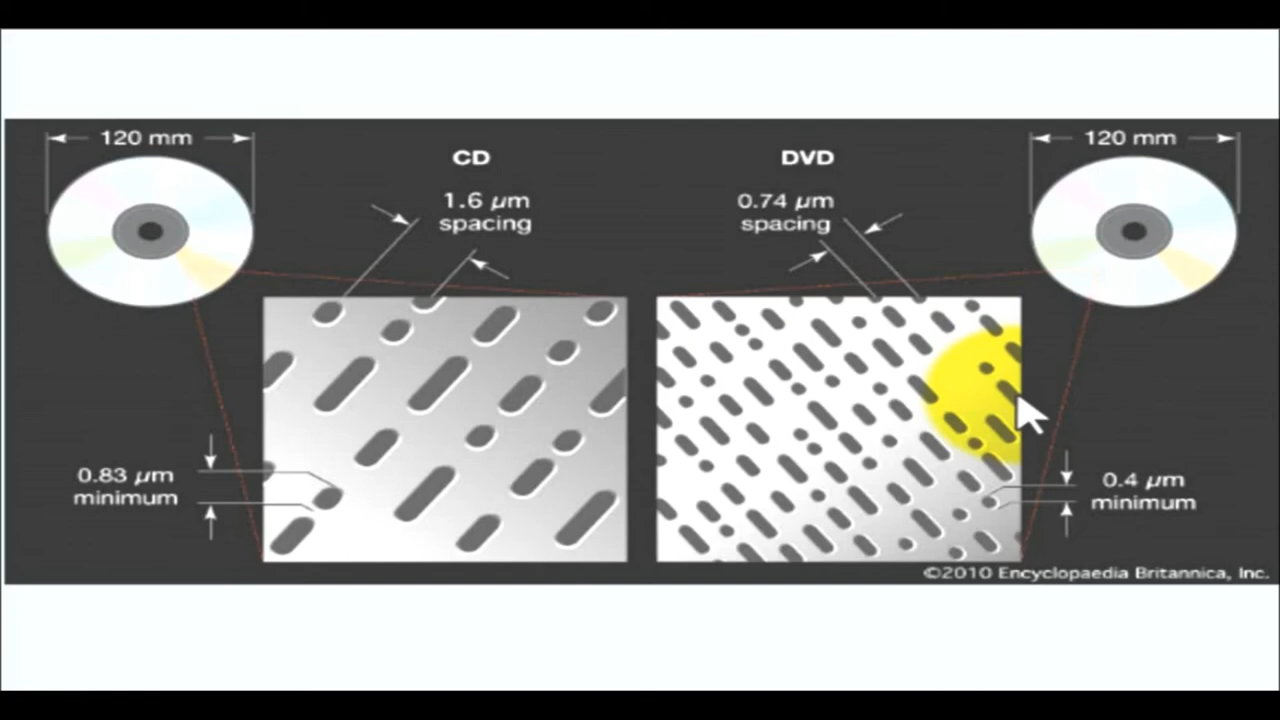 120 mm
CD
1.6 µm
spacing
0.83 µm
minimum
DVD
0.74 µm
spacing
120 mm
0.4 µm
minimum
©2010 Encyclopaedia Britannica, Inc.